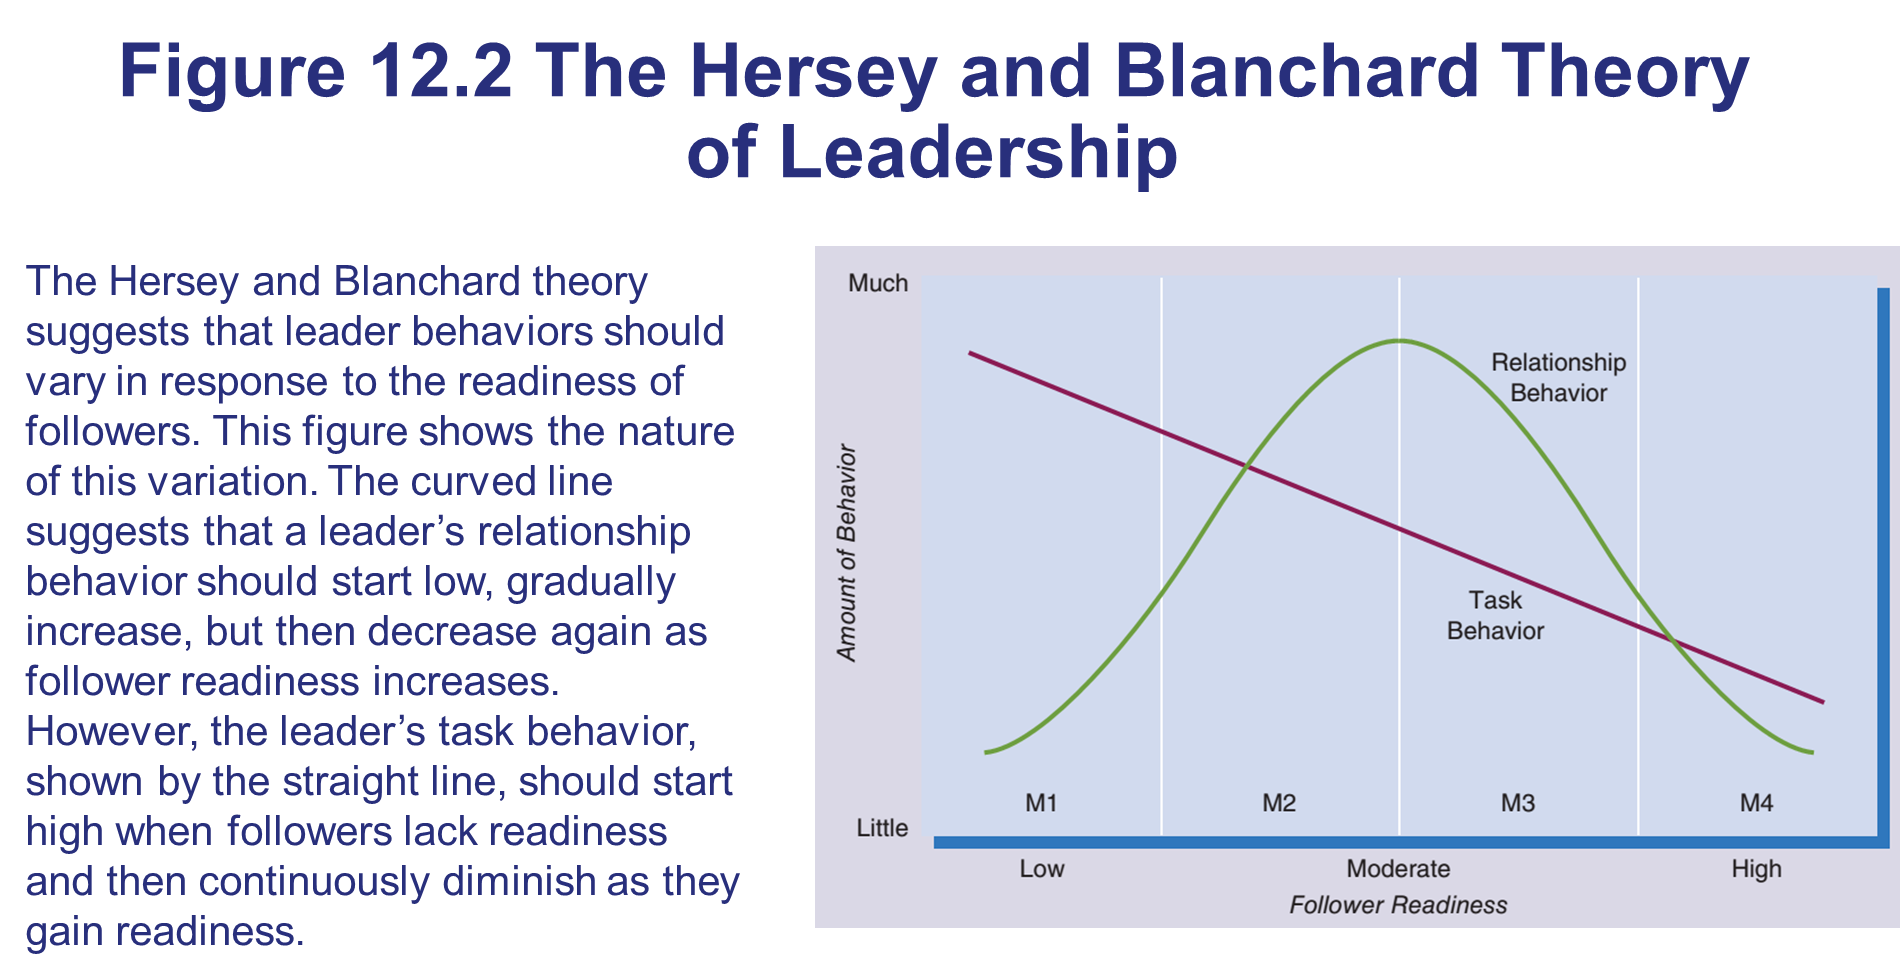 Figure 12.2 The Hersey and Blanchard Theory
of Leadership
The Hersey and Blanchard theory
suggests that leader behaviors should
vary in response to the readiness of
followers. This figure shows the nature
of this variation. The curved line
suggests that a leader’s relationship
behavior should start low, gradually
increase, but then decrease again as
follower readiness increases.
However, the leader’s task behavior,
shown by the straight line, should start
high when followers lack readiness
and then continuously diminish as they
gain readiness.
Much
Relationship
Behavior
Amount of Behavior
Task
Behavior
M1
M2
M3
M4
Little
Low
Moderate
High
Follower Readiness